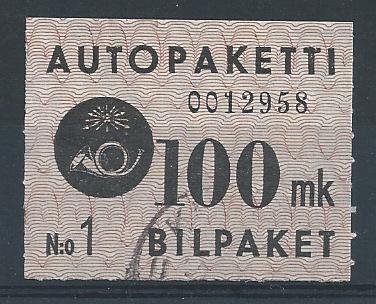 AUTOPAKETTI
0012958
100 mk
N:o 1 BILPAKET